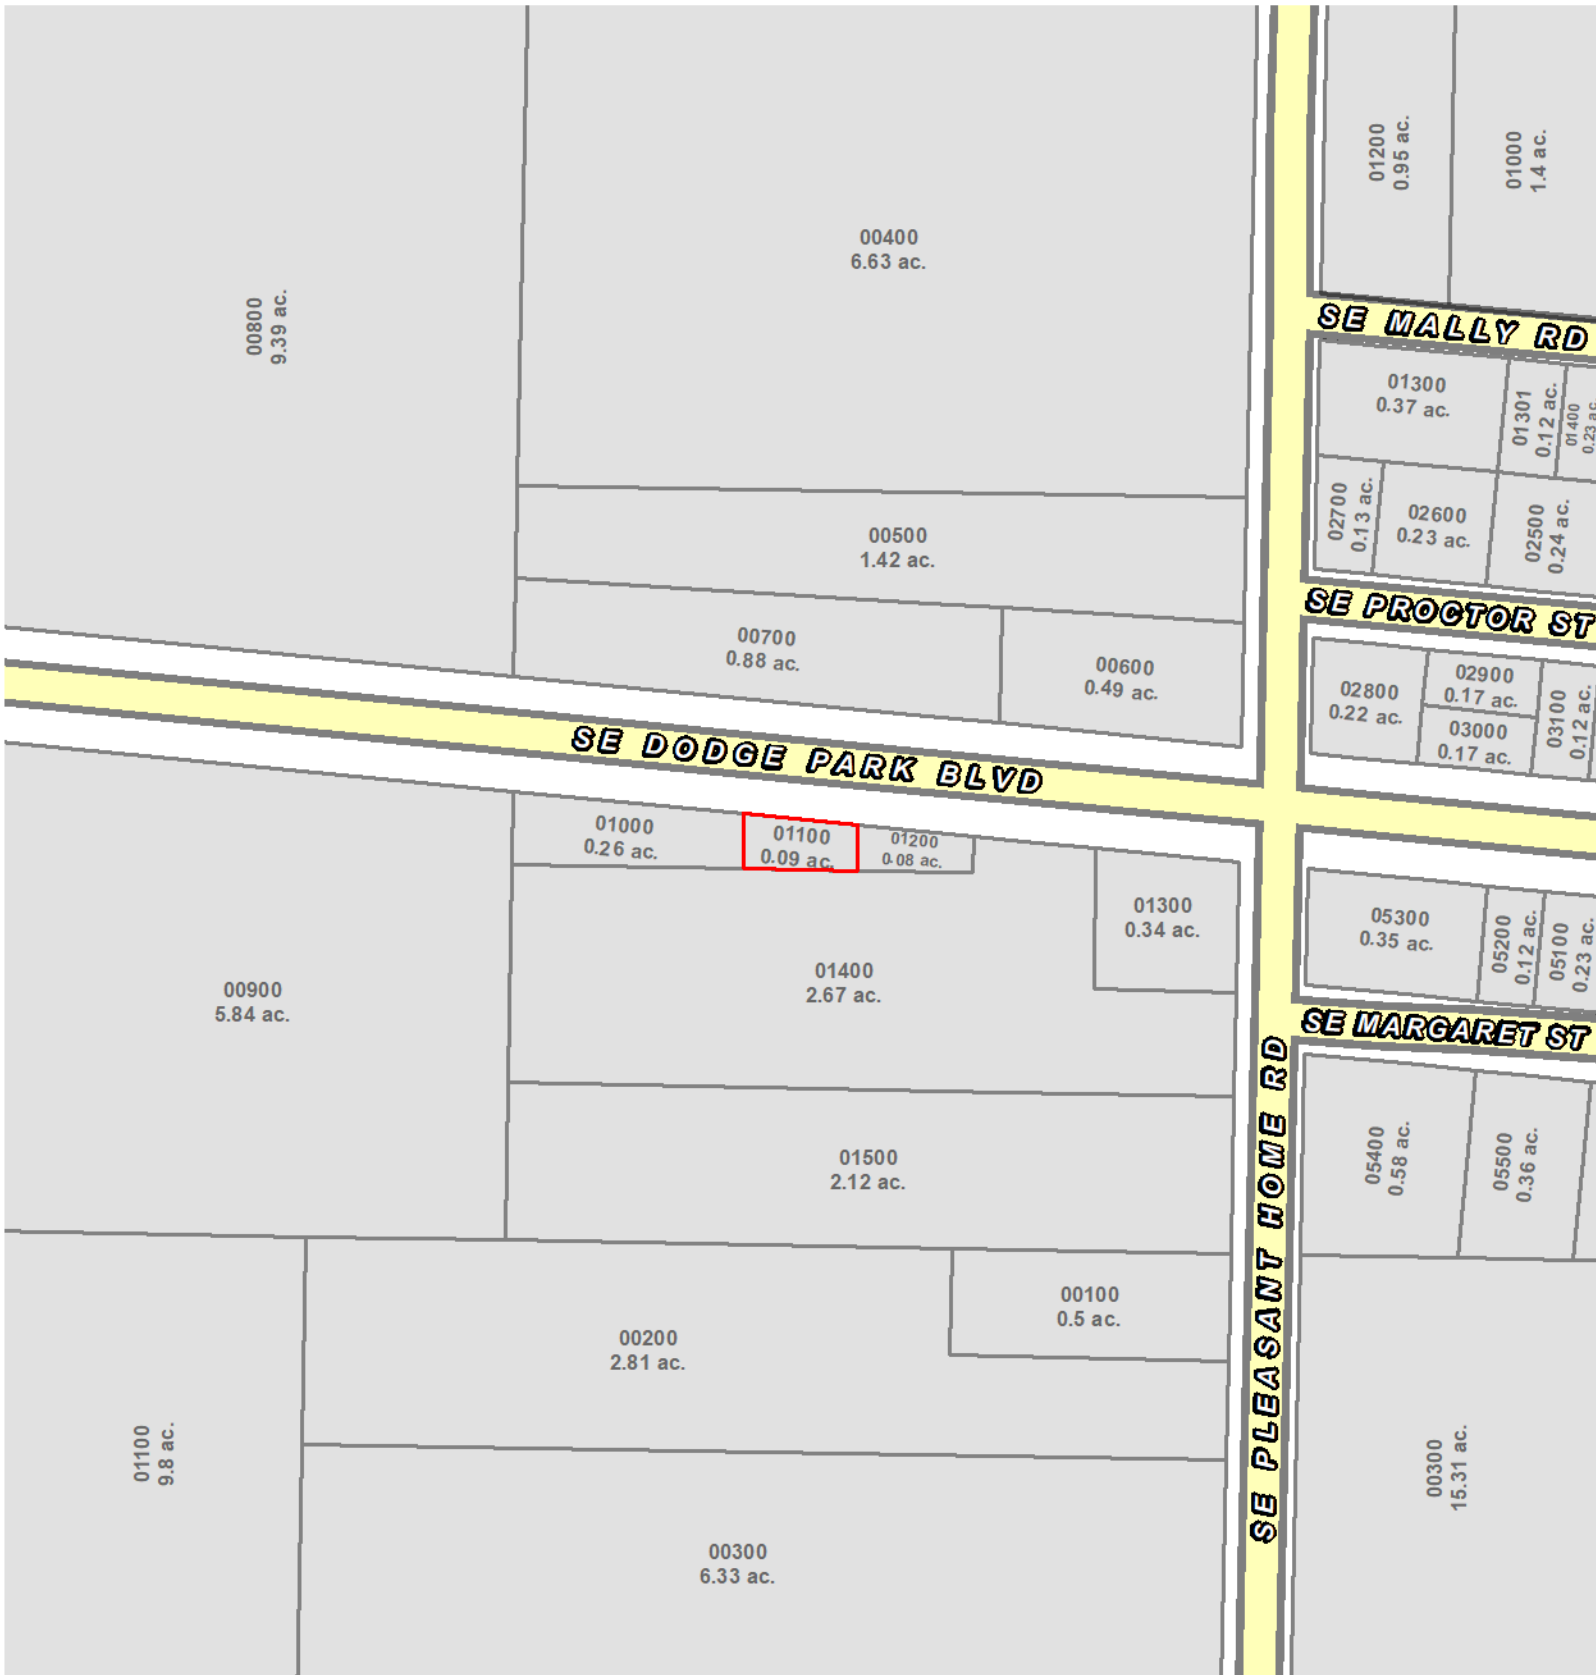 01200
0.95 ac.
01000
1.4 ac.
00400
6.63 ac.
00800
9.39 ac.
SE MALLY RD
01300
0.37 ac.
01301
0.12 ac.
01400
0.23 ac.
00500
1.42 ac.
02700
0.13 ac.
02600
0.23 ac.
02500
0.24 ac.
SE PROCTOR ST
00700
0.88 ac.
00600
0.49 ac.
02800
0.22 ac.
02900
0.17 ac.
03000
0.17 ac.
03100
0.12 ac.
SE DODGE PARK BLVD
01000
0.26 ac.
01100
0.09 ac.
01200
0.08 ac.
01300
0.34 ac.
05300
0.35 ac.
05200
0.12 ac.
05100
0.23 ac.
01400
2.67 ac.
00900
5.84 ac.
SE MARGARET ST
SE PLEASANT HOME RD
01500
2.12 ac.
05400
0.58 ac.
05500
0.36 ac.
00100
0.5 ac.
00200
2.81 ac.
01100
9.8 ac.
00300
15.31 ac.
00300
6.33 ac.